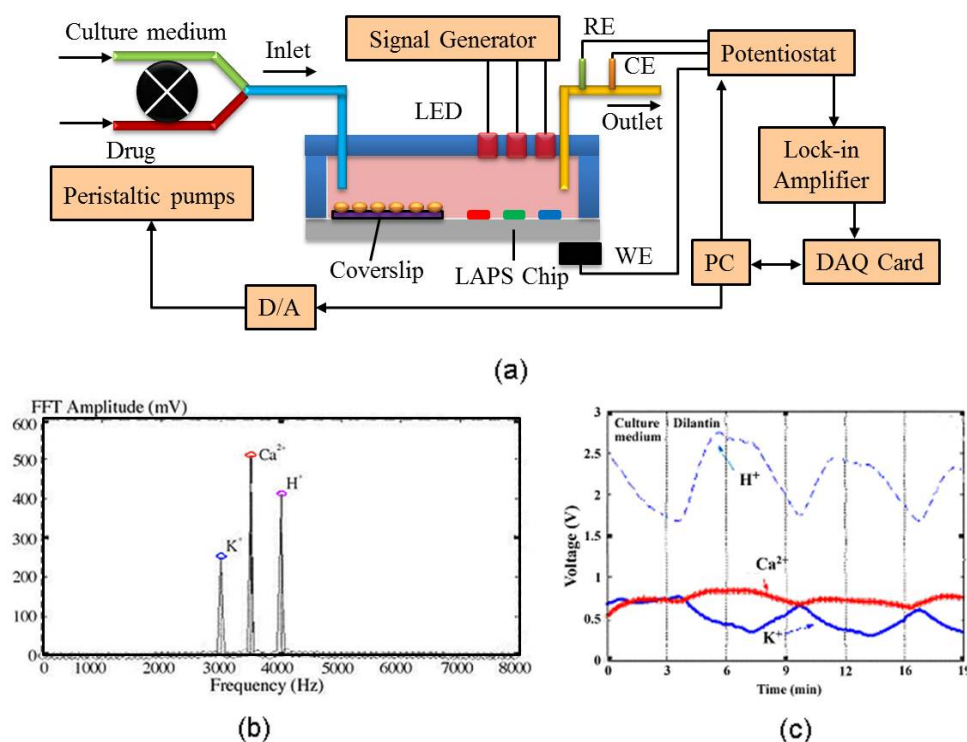 Culture medium
Inlet
Signal Generator
RE
CE
Potentiostat
LED
Outlet
Drug
Lock-in
Amplifier
Peristaltic pumps
Coverslip
LAPS Chip
WE
PC
DAQ Card
D/A
(a)
FFT Amplitude (mV)
600
500
400
300
200
100
0
Ca²⁺
H⁺
K⁺
0 1000 2000 3000 4000 5000 6000 7000 8000
Frequency (Hz)
(b)
3
2.5
2
1.5
1
0.5
0
Voltage (V)
Culture
medium
Dilantin
H⁺
Ca²⁺
K⁺
0 3 6 9 12 16 19
Time (min)
(c)